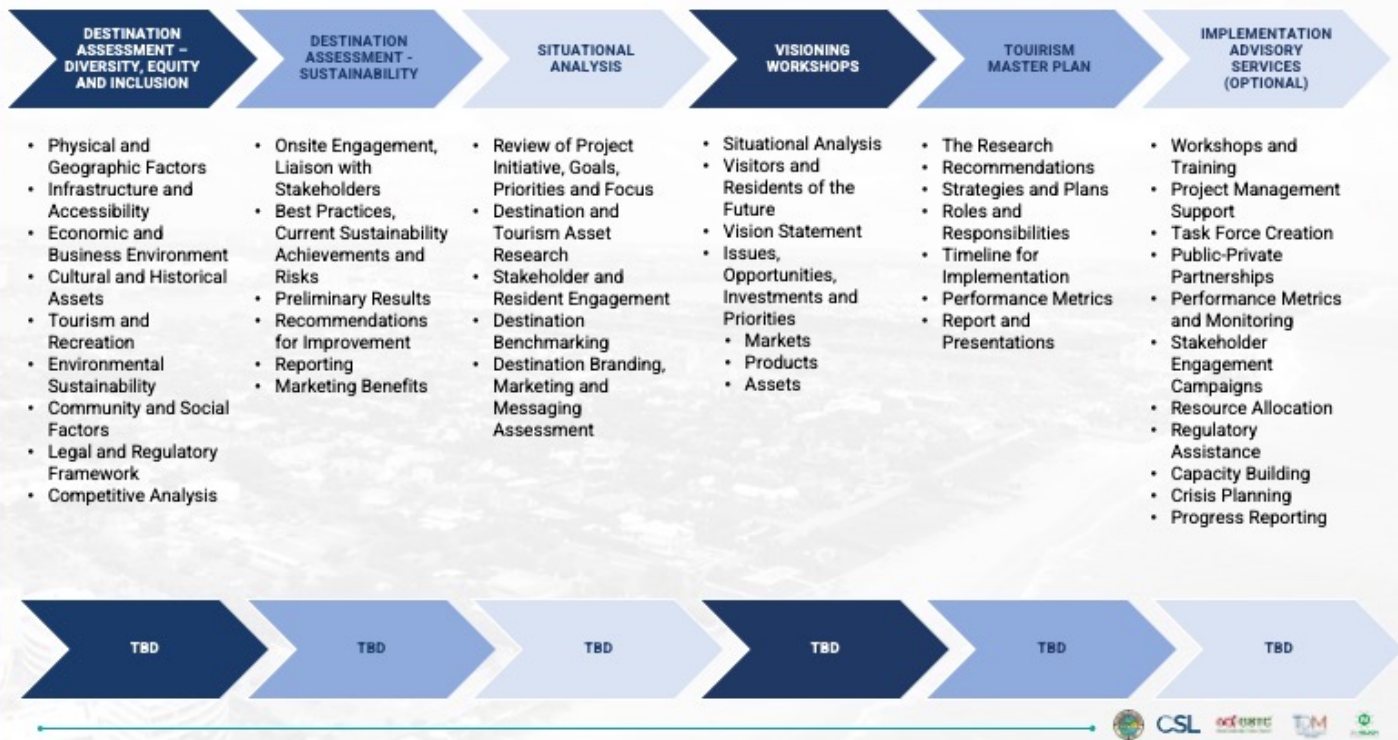 DESTINATION
ASSESSMENT –
DIVERSITY, EQUITY
AND INCLUSION
DESTINATION
ASSESSMENT -
SUSTAINABILITY
SITUATIONAL
ANALYSIS
VISIONING
WORKSHOPS
TOUIRISM
MASTER PLAN
IMPLEMENTATION
ADVISORY
SERVICES
(OPTIONAL)
• Physical and
Geographic Factors
• Infrastructure and
Accessibility
• Economic and
Business Environment
• Cultural and Historical
Assets
• Tourism and
Recreation
• Environmental
Sustainability
• Community and Social
Factors
• Legal and Regulatory
Framework
• Competitive Analysis
• Onsite Engagement,
Liaison with
Stakeholders
• Best Practices,
Current Sustainability
Achievements and
Risks
• Preliminary Results
• Recommendations
for Improvement
• Reporting
• Marketing Benefits
• Review of Project
Initiative, Goals,
Priorities and Focus
• Destination and
Tourism Asset
Research
• Stakeholder and
Resident Engagement
• Destination
Benchmarking
• Destination Branding,
Marketing and
Messaging
Assessment
• Situational Analysis
• Visitors and
Residents of the
Future
• Vision Statement
• Issues,
Opportunities,
Investments and
Priorities
• Markets
• Products
• Assets
• The Research
• Recommendations
• Strategies and Plans
• Roles and
Responsibilities
• Timeline for
Implementation
• Performance Metrics
• Report and
Presentations
• Workshops and
Training
• Project Management
Support
• Task Force Creation
• Public-Private
Partnerships
• Performance Metrics
and Monitoring
• Stakeholder
Engagement
Campaigns
• Resource Allocation
• Regulatory
Assistance
• Capacity Building
• Crisis Planning
• Progress Reporting
TBD
TBD
TBD
TBD
TBD
TBD
CSL
GSTC
TDM